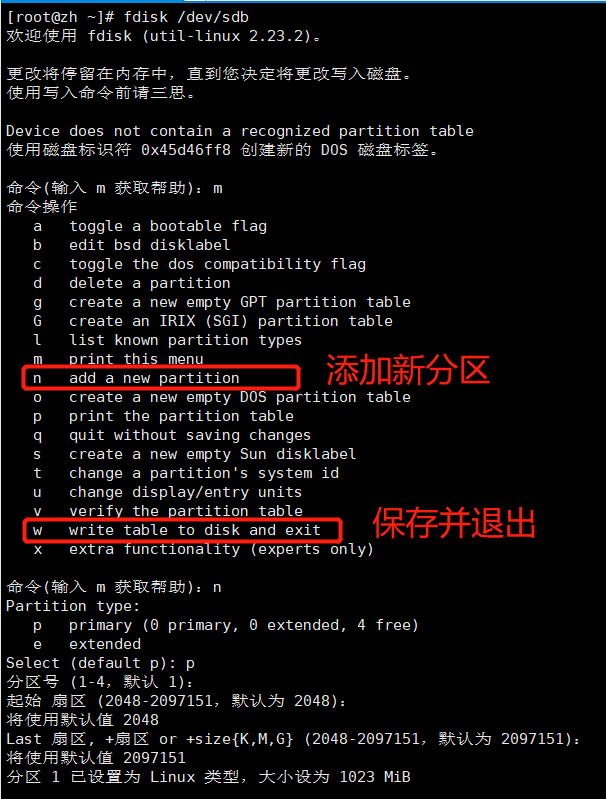 [root@zh ~]# fdisk /dev/sdb
欢迎使用 fdisk (util-linux 2.23.2)。
更改将停留在内存中，直到您决定将更改写入磁盘。
使用写入命令前请三思。
Device does not contain a recognized partition table
使用磁盘标识符 0x45d46ff8 创建新的 DOS 磁盘标签。
命令(输入 m 获取帮助)：m
命令操作
a   toggle a bootable flag
b   edit bsd disklabel
c   toggle the dos compatibility flag
d   delete a partition
g   create a new empty GPT partition table
G   create an IRIX (SGI) partition table
l   list known partition types
m   print this menu
n   add a new partition 添加新分区
o   create a new empty DOS partition table
p   print the partition table
q   quit without saving changes
s   create a new empty Sun disklabel
t   change a partition's system id
u   change display/entry units
v   verify the partition table
w   write table to disk and exit 保存并退出
x   extra functionality (experts only)
命令(输入 m 获取帮助)：n
Partition type:
p   primary (0 primary, 0 extended, 4 free)
e   extended
Select (default p): p
分区号 (1-4，默认 1)：
起始 扇区 (2048-2097151，默认为 2048)：
将使用默认值 2048
Last 扇区, +扇区 or +size{K,M,G} (2048-2097151，默认为 2097151)：
将使用默认值 2097151
分区 1 已设置为 Linux 类型，大小设为 1023 MiB